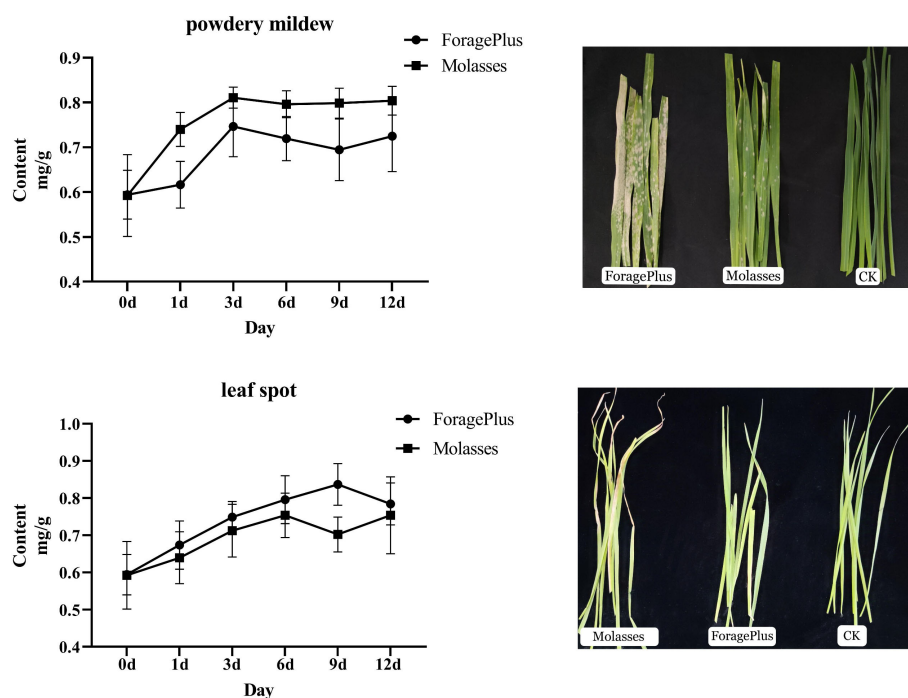 powdery mildew
ForagePlus
Molasses
Content
mg/g
0.9
0.8
0.7
0.6
0.5
0.4
0d 1d 3d 6d 9d 12d
Day
ForagePlus Molasses CK
leaf spot
ForagePlus
Molasses
Content
mg/g
1.0
0.9
0.8
0.7
0.6
0.5
0.4
0d 1d 3d 6d 9d 12d
Day
Molasses ForagePlus CK